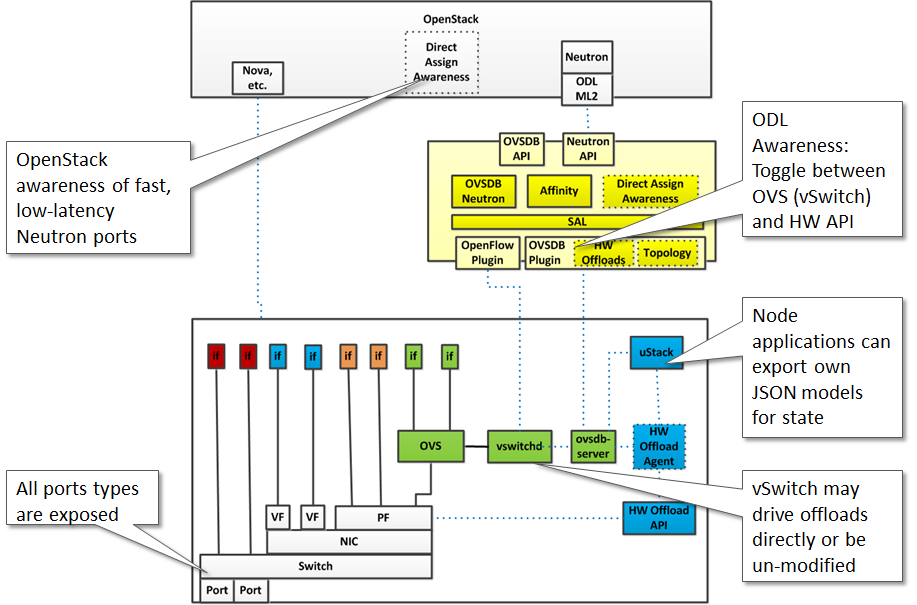 OpenStack
Direct
Assign
Awareness
Nova,
etc.
Neutron
ODL
ML2
OpenStack
awareness of fast,
low-latency
Neutron ports
ODL
Awareness:
Toggle between
OVS (vSwitch)
and HW API
OVSDB
API
Neutron
API
OVSDB
Neutron
Affinity
Direct Assign
Awareness
SAL
OpenFlow
Plugin
OVSDB
Plugin
HW
Offloads
Topology
Node
applications can
export own
JSON models
for state
if
if
if
if
if
if
if
if
uStack
OVS
vswitchd
ovsdb-
server
HW
Offload
Agent
HW Offload
API
All ports types
are exposed
vSwitch may
drive offloads
directly or be
un-modified
VF
VF
PF
NIC
Switch
Port
Port